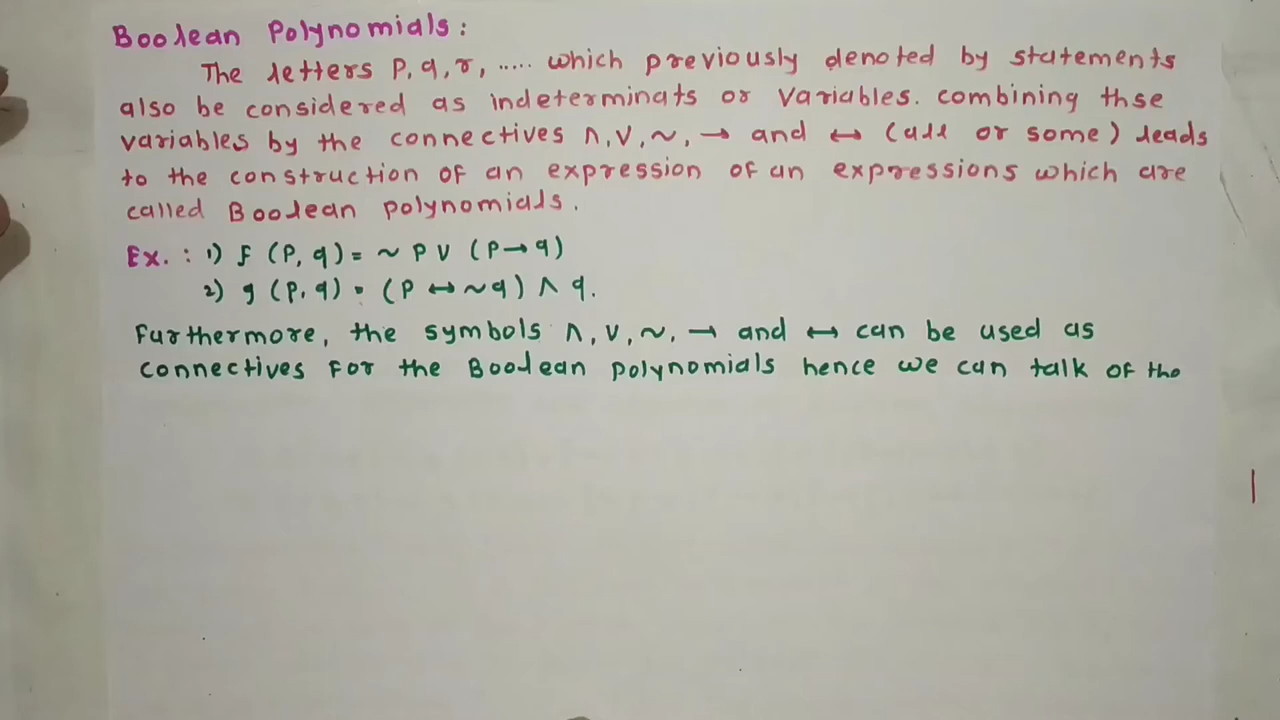 Boolean Polynomials:
The letters P, q, r, ..... which previously denoted by statements
also be considered as indeterminats or variables. combining thse
variables by the connectives ∧, ∨, ~, → and ↔ (all or some) leads
to the construction of an expression of an expressions which are
called Boolean polynomials.
Ex. : 1) f (P, q) = ~ P ∨ (P → q)
2) g (P, q) = (P ↔ ~q) ∧ q.
Furthermore, the symbols ∧, ∨, ~, → and ↔ can be used as
connectives for the Boolean polynomials hence we can talk of the